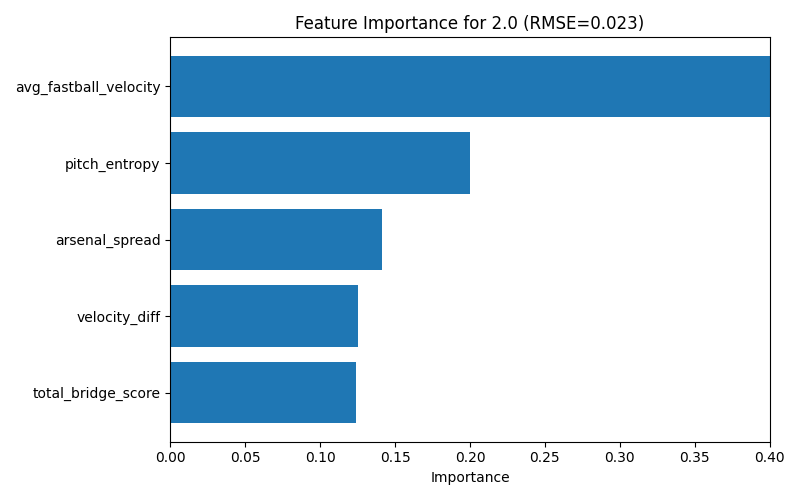 Feature Importance for 2.0 (RMSE=0.023)
avg_fastball_velocity
pitch_entropy
arsenal_spread
velocity_diff
total_bridge_score
0.00 0.05 0.10 0.15 0.20 0.25 0.30 0.35 0.40
Importance